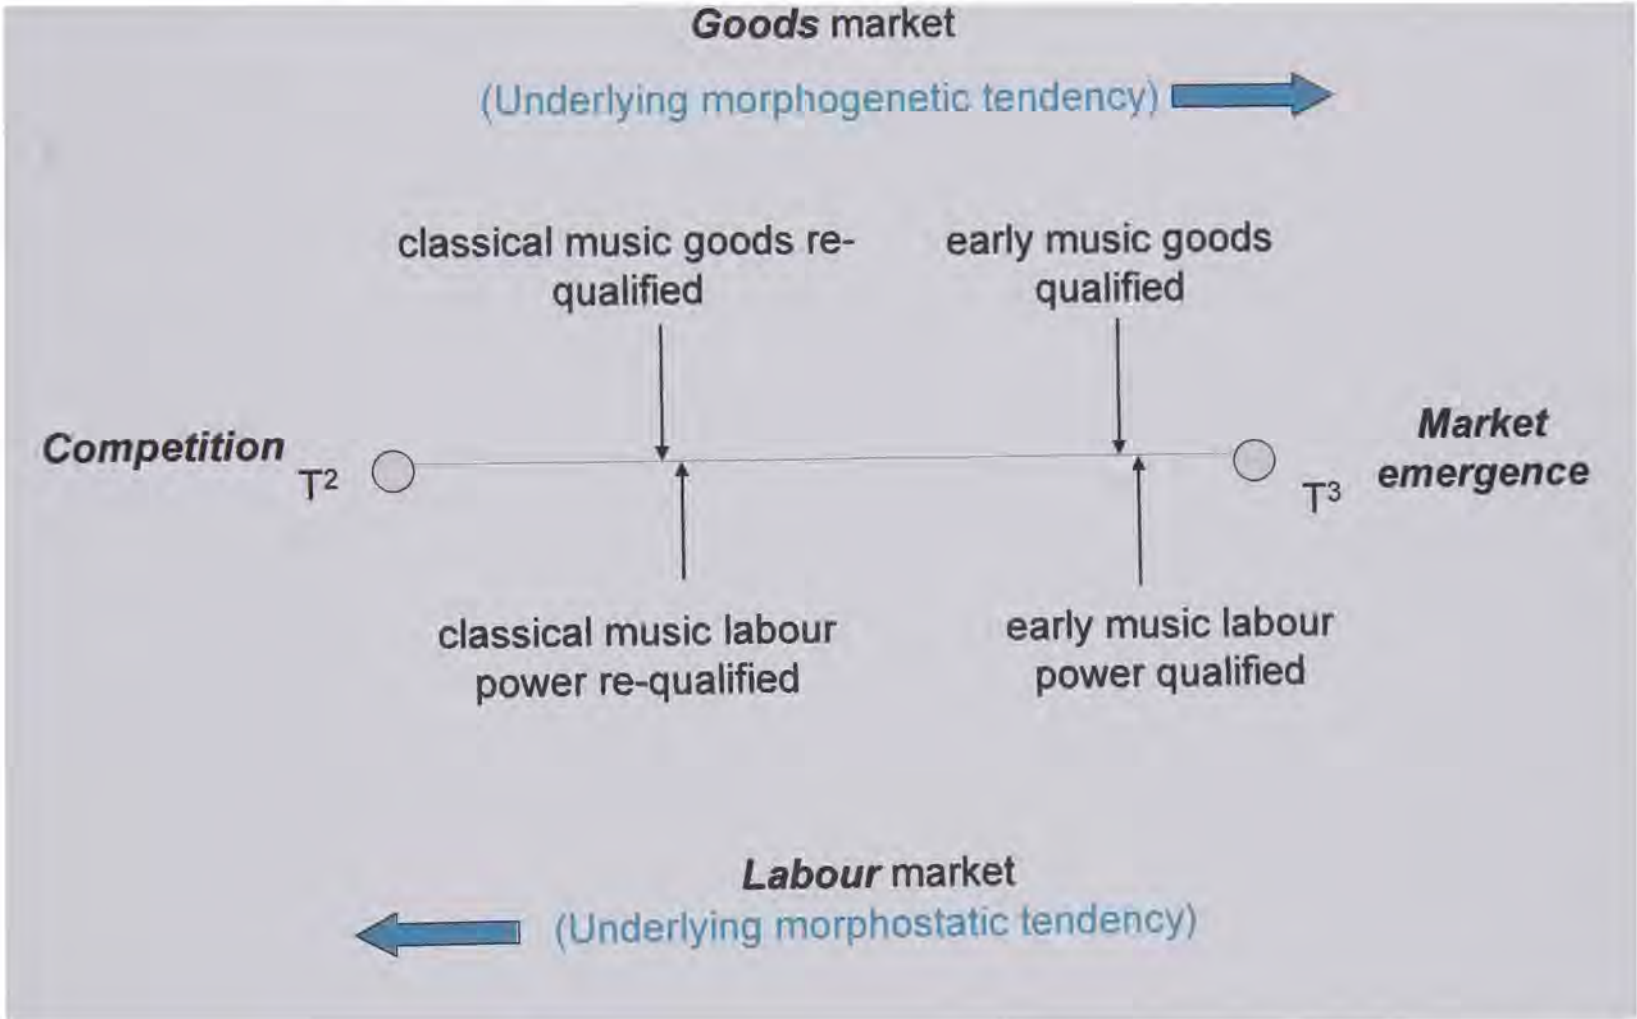 Goods market
(Underlying morphogenetic tendency)
classical music goods re-
qualified
early music goods
qualified
Competition
T²
Market
emergence
T³
classical music labour
power re-qualified
early music labour
power qualified
Labour market
(Underlying morphostatic tendency)